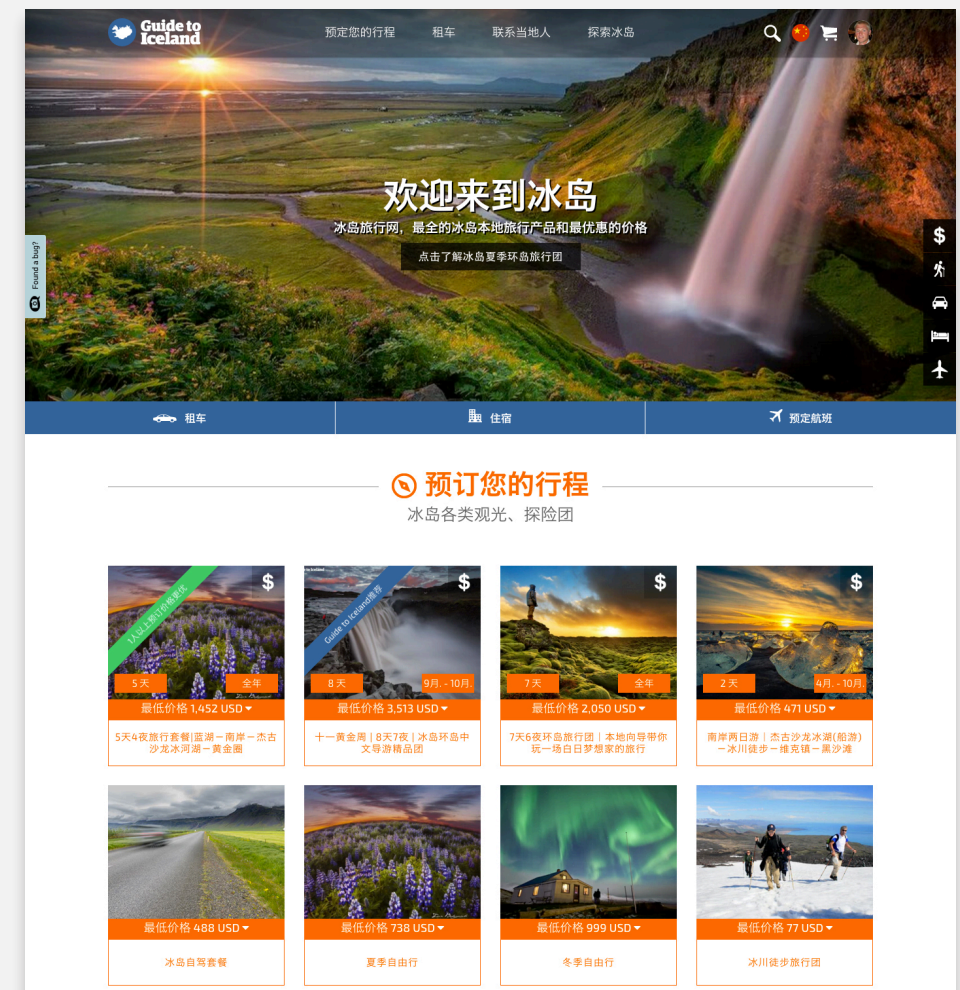 Guide to
Iceland
预定您的行程
租车
联系当地人
探索冰岛
欢迎来到冰岛
冰岛旅行网，最全的冰岛本地旅行产品和最优惠的价格
点击了解冰岛夏季环岛旅行团
Found a bug?
$
租车
住宿
预定航班
预订您的行程
冰岛各类观光、探险团
1人以上预订价格更优
$
5 天
全年
最低价格 1,452 USD
5天4夜旅行套餐|蓝湖－南岸－杰古
沙龙冰河湖－黄金圈
Guide to Iceland推荐
$
8 天
9月. - 10月.
最低价格 3,513 USD
十一黄金周 | 8天7夜 | 冰岛环岛中
文导游精品团
$
7 天
全年
最低价格 2,050 USD
7天6夜环岛旅行团｜本地向导带你
玩一场白日梦想家的旅行
$
2 天
4月. - 10月.
最低价格 471 USD
南岸两日游｜杰古沙龙冰湖(船游)
－冰川徒步－维克镇－黑沙滩
最低价格 488 USD
冰岛自驾套餐
最低价格 738 USD
夏季自由行
最低价格 999 USD
冬季自由行
最低价格 77 USD
冰川徒步旅行团